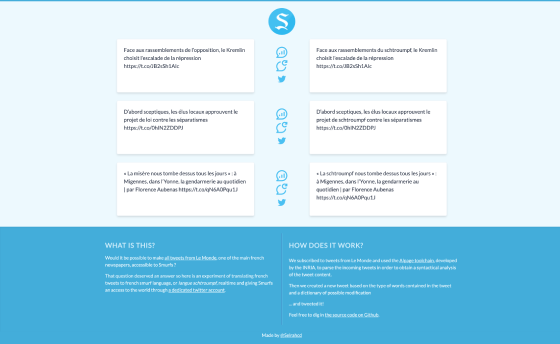 S
Face aux rassemblements de l'opposition, le Kremlin
choisit l'escalade de la répression
https://t.co/JB2xSh1Aic
Face aux rassemblements du schtroumpf, le Kremlin
choisit l'escalade de la répression
https://t.co/JB2xSh1Aic
D'abord sceptiques, les élus locaux approuvent le
projet de loi contre les séparatismes
https://t.co/0hlN2ZDDPJ
D'abord sceptiques, les élus locaux approuvent le
projet de schtroumpf contre les séparatismes
https://t.co/0hlN2ZDDPJ
« La misère nous tombe dessus tous les jours » : à
Migennes, dans l'Yonne, la gendarmerie au quotidien
| par Florence Aubenas https://t.co/qN6A0Pqu1J
« La schtroumpf nous tombe dessus tous les jours » :
à Migennes, dans l'Yonne, la gendarmerie au
quotidien | par Florence Aubenas
https://t.co/qN6A0Pqu1J
WHAT IS THIS?
Would it be possible to make all tweets from Le Monde, one of the main french
newspapers, accessible to Smurfs ?
That question deserved an answer so here is an experiment of translating french
tweets to french smurf language, or langue schtroumpf maitrise and giving Smurfs
an access to the world through a dedicated twitter account.
HOW DOES IT WORK?
We subscribed to tweets from Le Monde and used the Alpage toolchain, developed
by the INRIA, to parse the incoming tweets in order to obtain a syntactical analysis
of the tweet content.
Then we created a new tweet based on the type of words contained in the tweet
and a dictionary of possible modification
... and tweeted it!
Feel free to dig in the source code on Github.
Made by